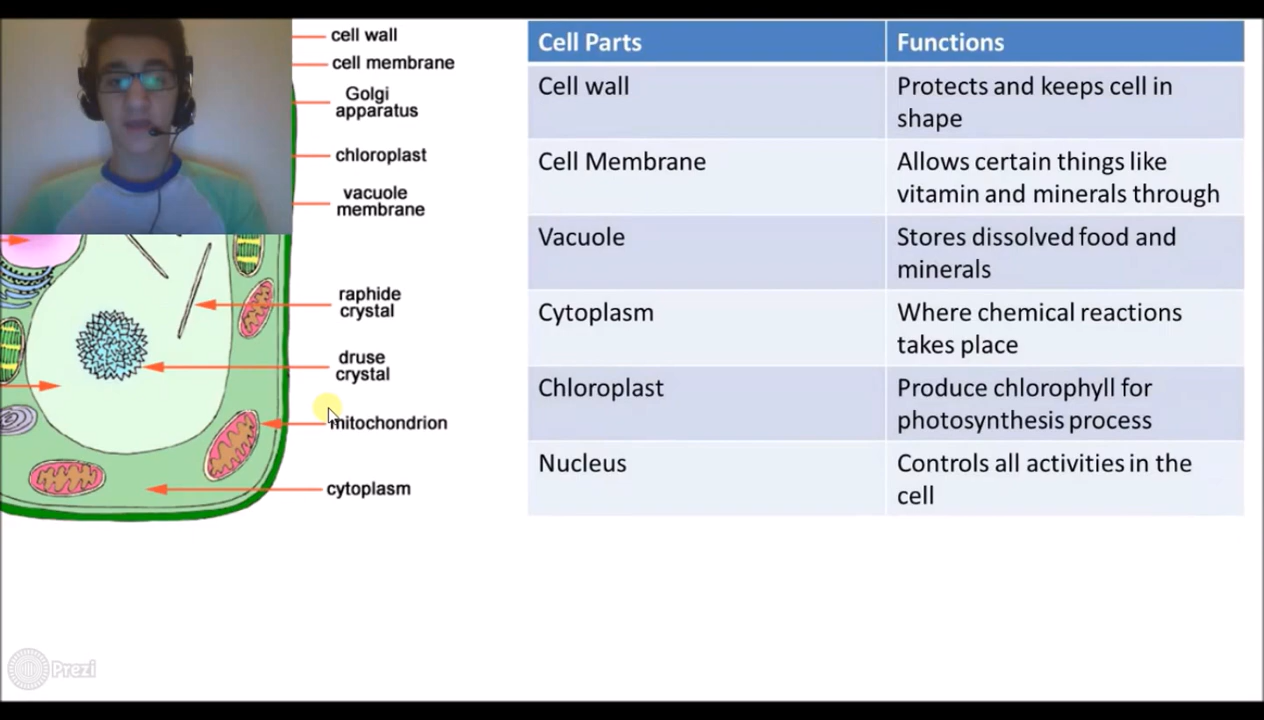 cell wall
cell membrane
Golgi
apparatus
chloroplast
vacuole
membrane
raphide
crystal
druse
crystal
mitochondrion
cytoplasm
Cell Parts
Functions
Cell wall
Protects and keeps cell in
shape
Cell Membrane
Allows certain things like
vitamin and minerals through
Vacuole
Stores dissolved food and
minerals
Cytoplasm
Where chemical reactions
takes place
Chloroplast
Produce chlorophyll for
photosynthesis process
Nucleus
Controls all activities in the
cell
Prezi